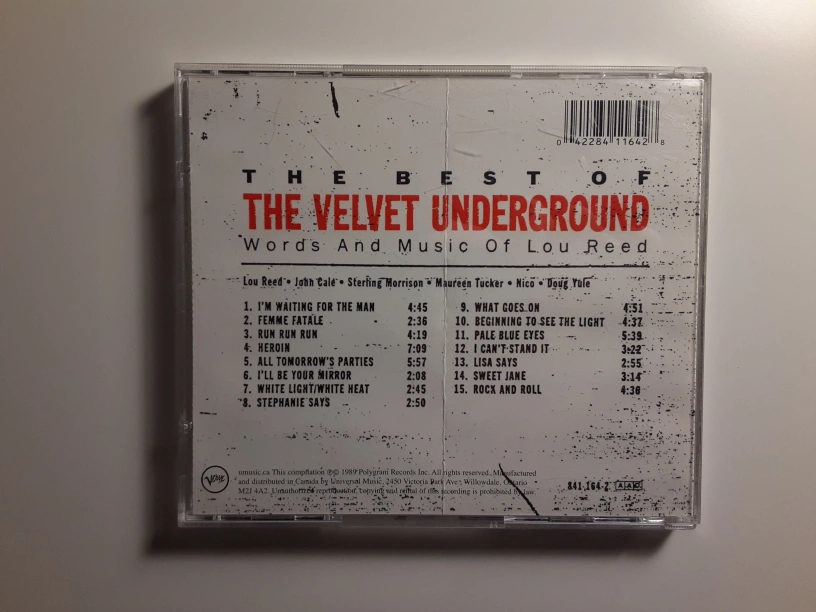 0 42284 11642 8
THE BEST OF
THE VELVET UNDERGROUND
Words And Music Of Lou Reed
Lou Reed • John Cale • Sterling Morrison • Maureen Tucker • Nico • Doug Yule
1. I'M WAITING FOR THE MAN 4:45
2. FEMME FATALE 2:36
3. RUN RUN RUN 4:19
4. HEROIN 7:09
5. ALL TOMORROW'S PARTIES 5:57
6. I'LL BE YOUR MIRROR 2:08
7. WHITE LIGHT/WHITE HEAT 2:45
8. STEPHANIE SAYS 2:50
9. WHAT GOES ON 4:51
10. BEGINNING TO SEE THE LIGHT 4:37
11. PALE BLUE EYES 5:39
12. I CAN'T STAND IT 3:22
13. LISA SAYS 2:55
14. SWEET JANE 3:14
15. ROCK AND ROLL 4:36
umusic.ca This compilation ℗© 1989 Polygram Records Inc. All rights reserved. Manufactured
and distributed in Canada by Universal Music, 2450 Victoria Park Ave., Willowdale, Ontario
M2J 4A2. Unauthorized reproduction, copying and rental of this recording is prohibited by law.
VERVE
841 164-2 AAD